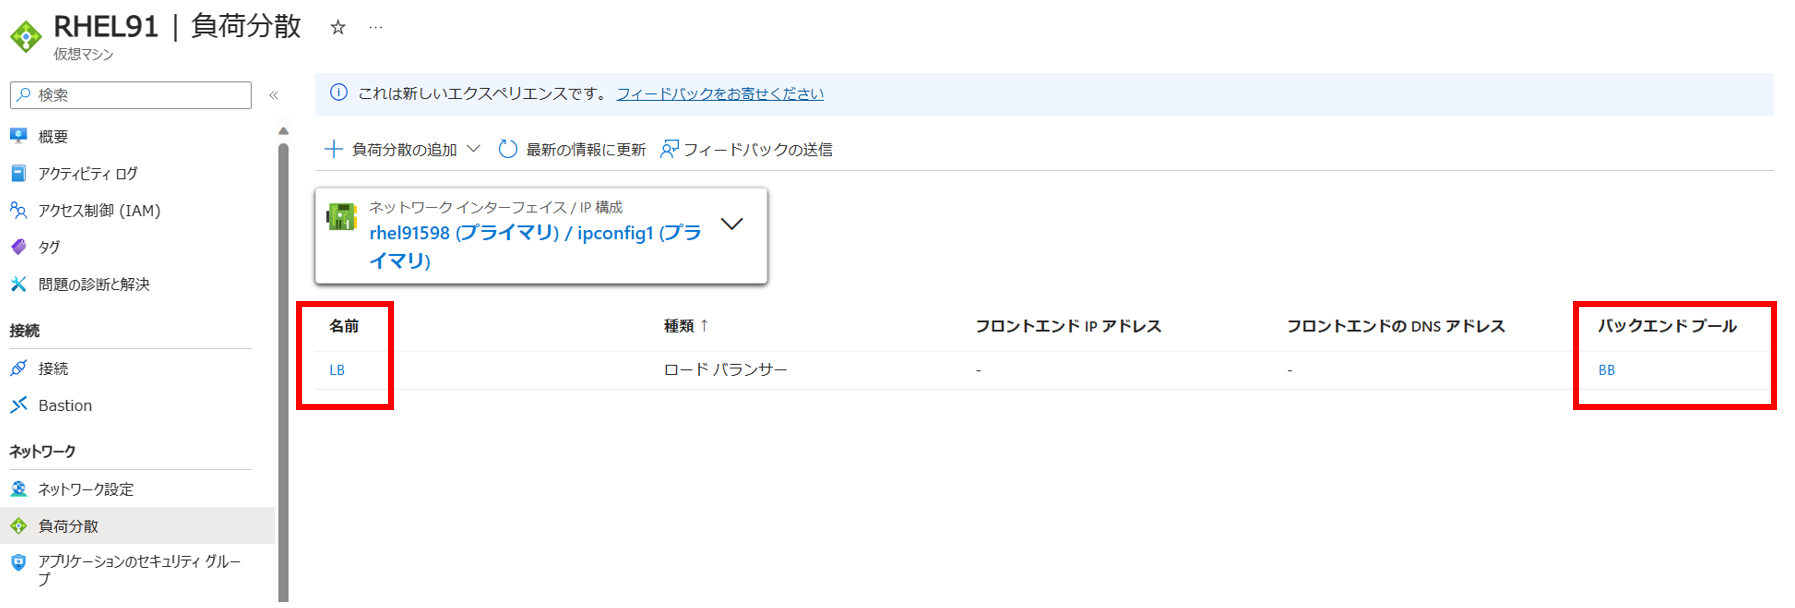 RHEL91 | 負荷分散 ☆ …
仮想マシン
検索 «
概要
アクティビティ ログ
アクセス制御 (IAM)
タグ
問題の診断と解決
接続
接続
Bastion
ネットワーク
ネットワーク設定
負荷分散
アプリケーションのセキュリティ グルー
プ
これは新しいエクスペリエンスです。 フィードバックをお寄せください
負荷分散の追加 最新の情報に更新 フィードバックの送信
ネットワーク インターフェイス / IP 構成
rhel91598 (プライマリ) / ipconfig1 (プラ
イマリ)
名前 種類 ↑ フロントエンド IP アドレス フロントエンドの DNS アドレス バックエンド プール
LB ロード バランサー - - BB